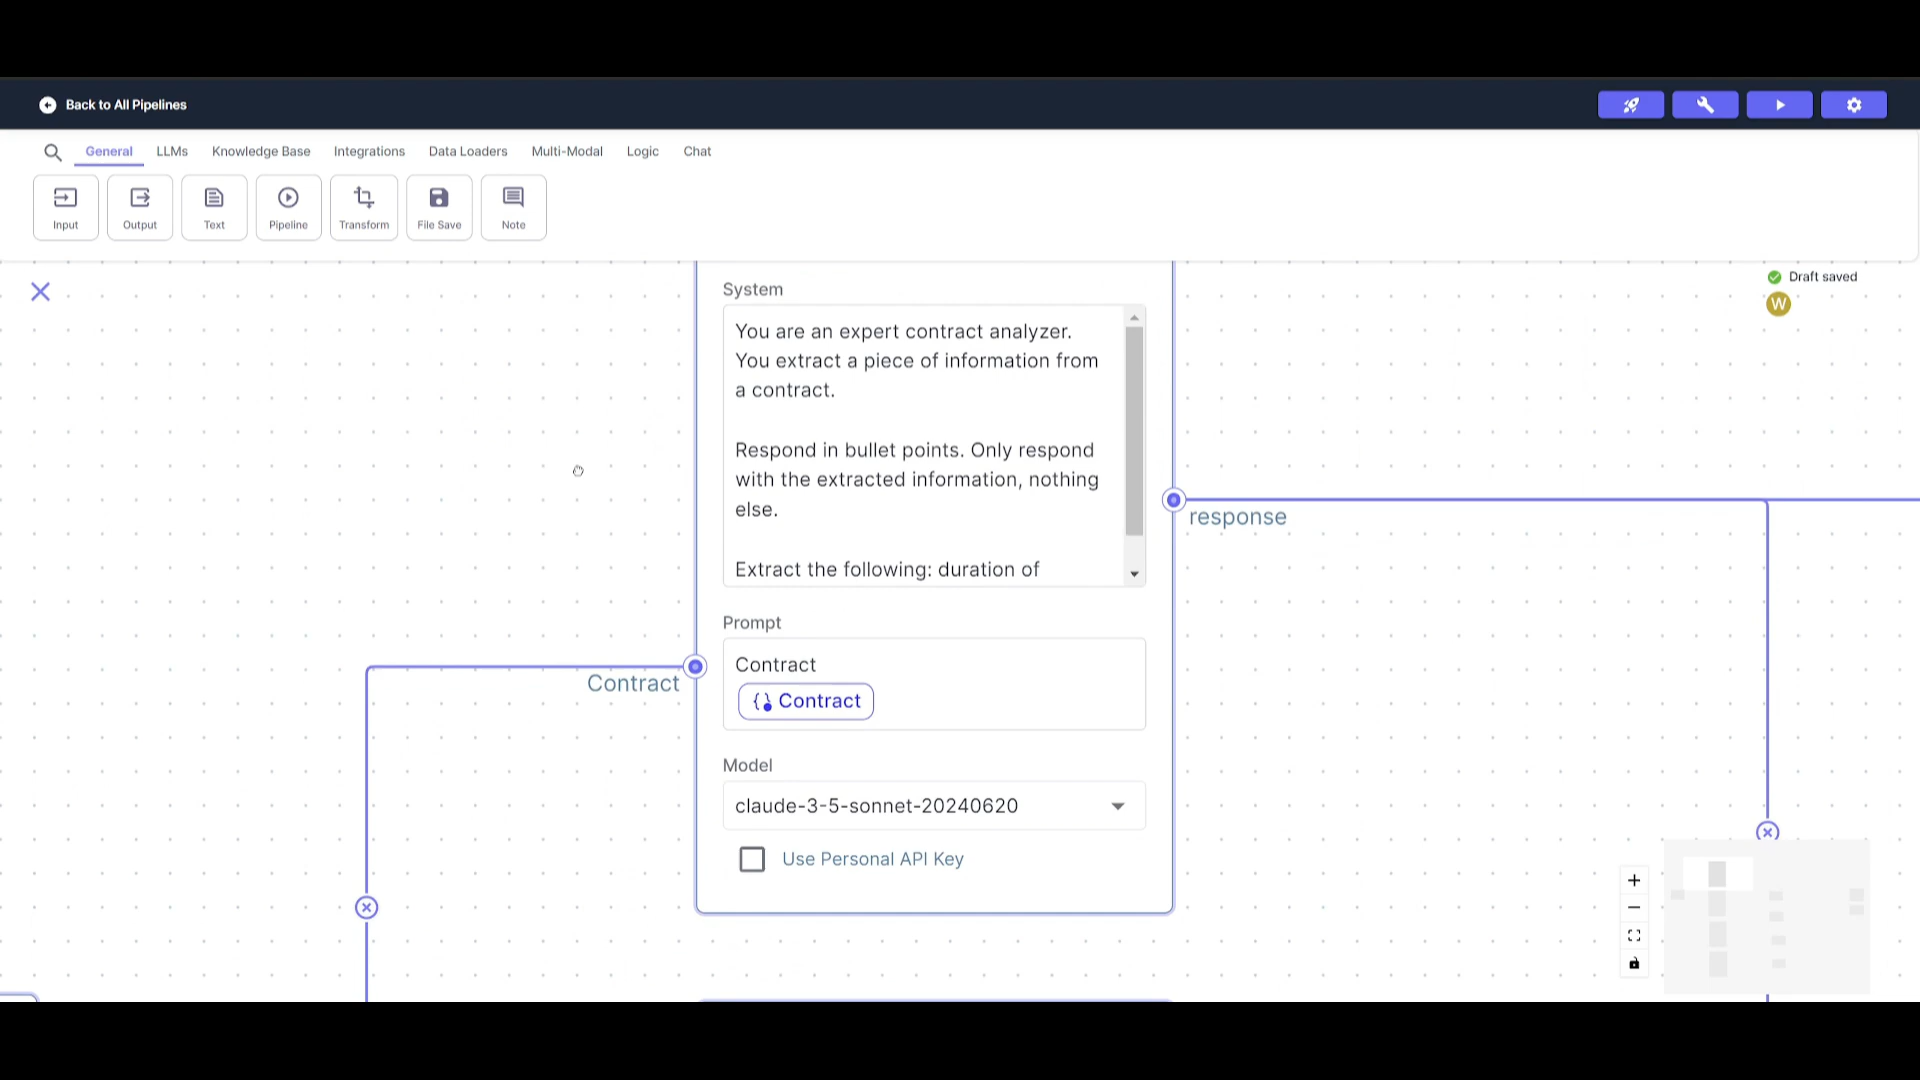 Back to All Pipelines
General LLMs Knowledge Base Integrations Data Loaders Multi-Modal Logic Chat
Input Output Text Pipeline Transform File Save Note
Draft saved
W
System
You are an expert contract analyzer.
You extract a piece of information from
a contract.
Respond in bullet points. Only respond
with the extracted information, nothing
else.
Extract the following: duration of
response
Prompt
Contract
Contract
Contract
Model
claude-3-5-sonnet-20240620
Use Personal API Key